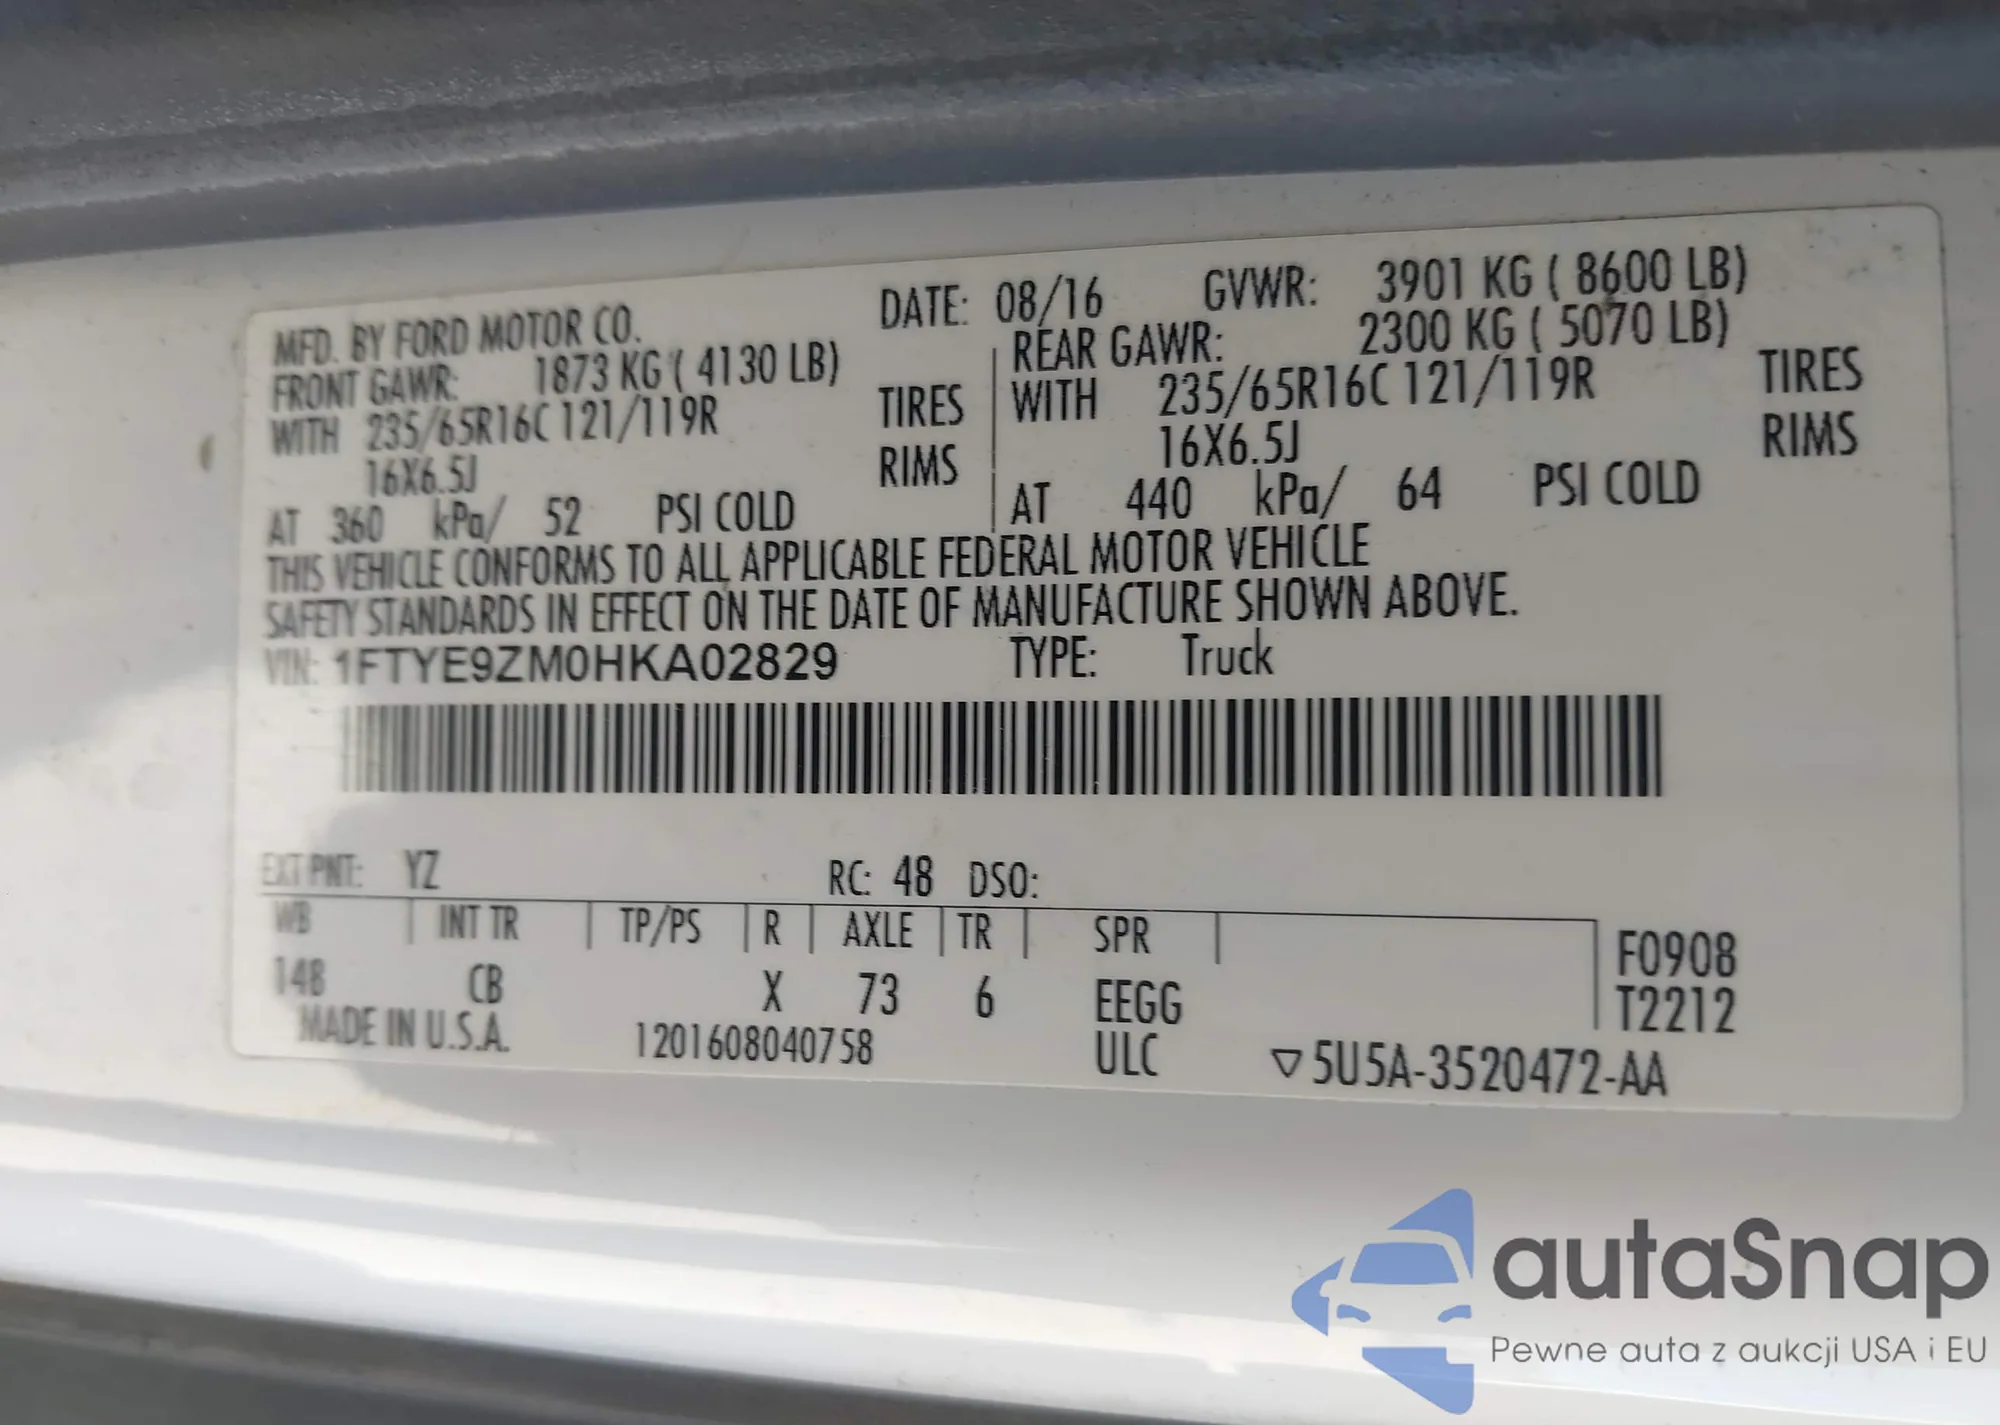 MFD. BY FORD MOTOR CO. DATE: 08/16 GVWR: 3901 KG ( 8600 LB)
FRONT GAWR: 1873 KG ( 4130 LB) REAR GAWR: 2300 KG ( 5070 LB)
WITH 235/65R16C 121/119R TIRES WITH 235/65R16C 121/119R TIRES
16X6.5J RIMS 16X6.5J RIMS
AT 360 kPa/ 52 PSI COLD AT 440 kPa/ 64 PSI COLD
THIS VEHICLE CONFORMS TO ALL APPLICABLE FEDERAL MOTOR VEHICLE
SAFETY STANDARDS IN EFFECT ON THE DATE OF MANUFACTURE SHOWN ABOVE.
VIN: 1FTYE9ZM0HKA02829 TYPE: Truck
EXT PNT: YZ RC: 48 DSO:
WB INT TR TP/PS R AXLE TR SPR F0908
148 CB X 73 6 EEGG T2212
MADE IN U.S.A. 1201608040758 ULC ▽5U5A-3520472-AA
autaSnap
Pewne auta z aukcji USA i EU